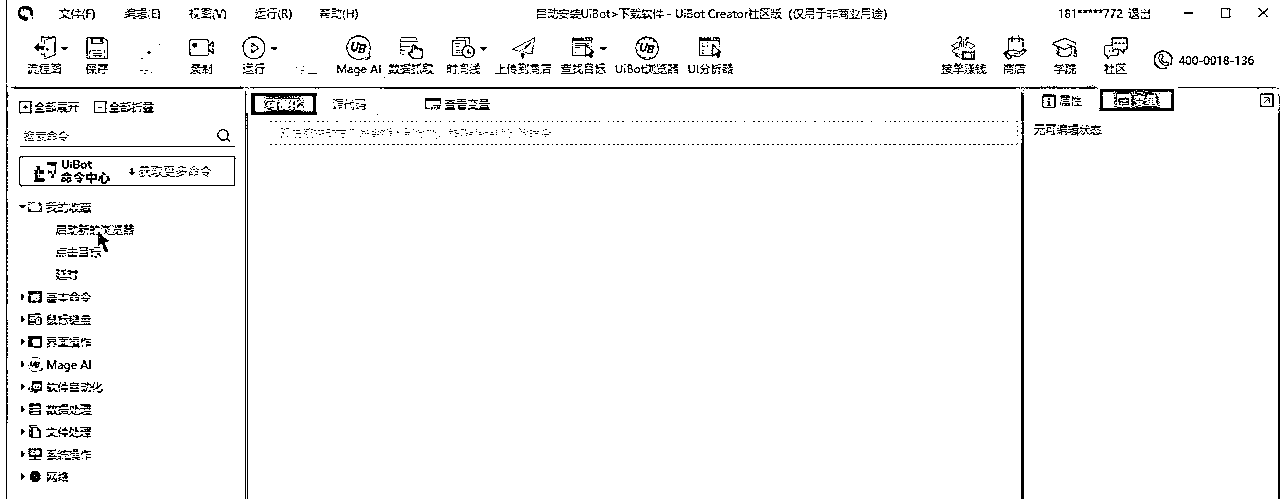 文件(F) 编辑(E) 视图(V) 运行(R) 帮助(H) 自动安装UiBot>下载软件 - UiBot Creator社区版 (仅用于非商业用途) 181*****772 退出
流程图 保存 录制 运行 Mage AI 数据抓取 时间线 上传到商店 查找目标 UiBot浏览器 UI分析器 接单赚钱 商店 学院 社区 400-0018-136
全部展开 全部折叠 可视化 源代码 查看变量 属性 变量
搜索命令 无可编辑状态
UiBot 命令中心 获取更多命令
我的收藏
启动新的浏览器
点击目标
延时
基本命令
鼠标键盘
界面操作
Mage AI
软件自动化
数据处理
文件处理
系统操作
网络